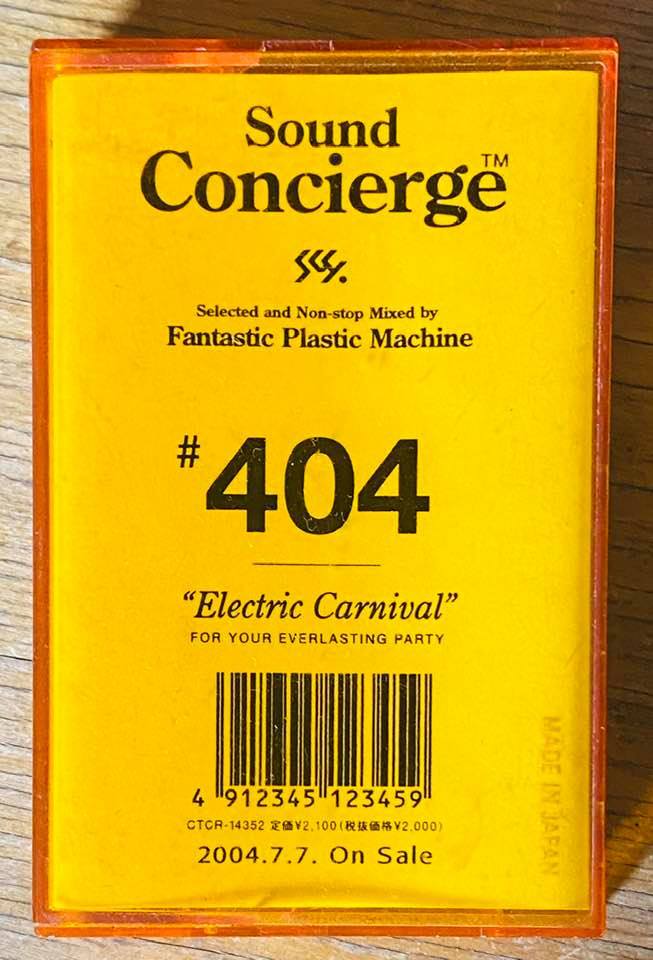 Sound
Concierge™
Selected and Non-stop Mixed by
Fantastic Plastic Machine
#404
“Electric Carnival”
FOR YOUR EVERLASTING PARTY
4 912345 123459
CTCR-14352 定価¥2,100(税抜価格¥2,000)
2004.7.7. On Sale
MADE IN JAPAN